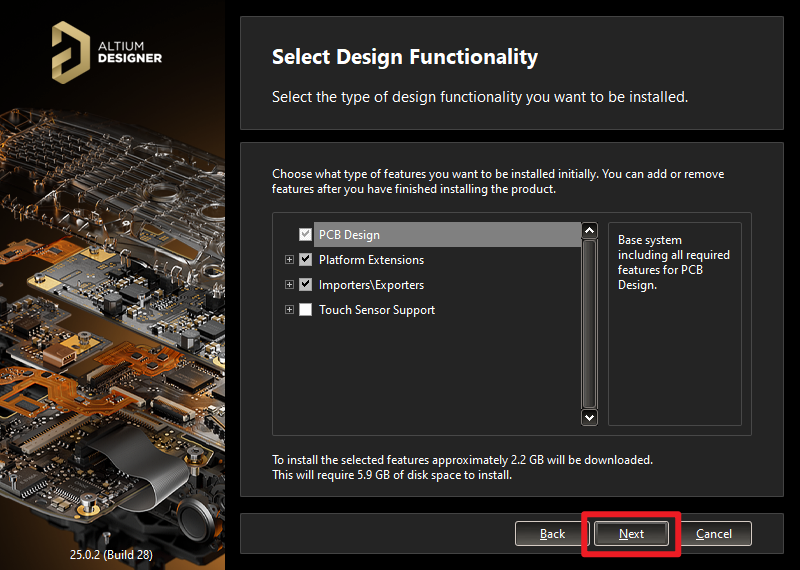 ALTIUM
DESIGNER
Select Design Functionality
Select the type of design functionality you want to be installed.
Choose what type of features you want to be installed initially. You can add or remove
features after you have finished installing the product.
PCB Design
Platform Extensions
Importers\Exporters
Touch Sensor Support
Base system
including all required
features for PCB
Design.
To install the selected features approximately 2.2 GB will be downloaded.
This will require 5.9 GB of disk space to install.
25.0.2 (Build 28)
Back
Next
Cancel